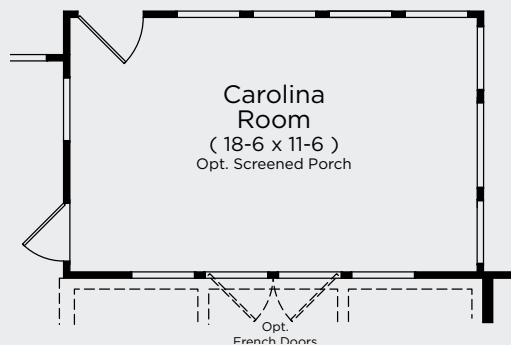 Carolina
Room
( 18-6 x 11-6 )
Opt. Screened Porch
Opt.
French Doors